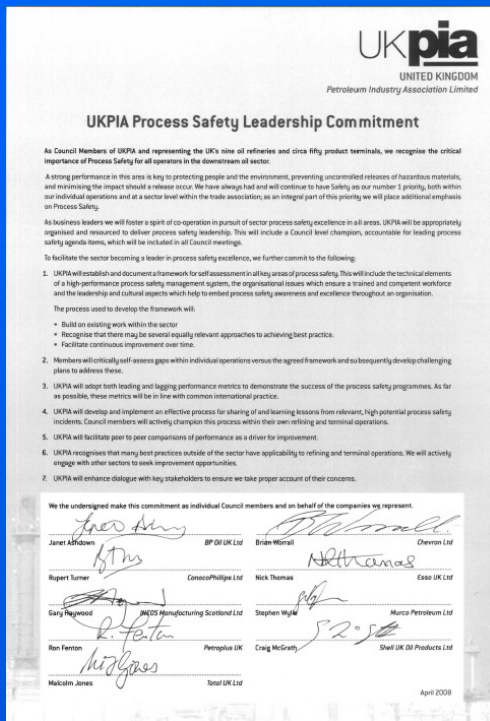 UKpia
UNITED KINGDOM
Petroleum Industry Association Limited
UKPIA Process Safety Leadership Commitment
As Council Members of UKPIA and representing the UK's nine oil refineries and circa fifty product terminals, we recognise the critical
importance of Process Safety for all operators in the downstream oil sector.
A strong performance in this area is key to protecting people and the environment, preventing uncontrolled releases of hazardous materials,
and minimising the impact should a release occur. We have always had and will continue to have Safety as our number 1 priority, both within
our individual operations and at a sector level within the trade association; as an integral part of this priority we will place additional emphasis
on Process Safety.
As business leaders we will foster a spirit of co-operation in pursuit of sector process safety excellence in all areas. UKPIA will be appropriately
organised and resourced to deliver process safety leadership. This will include a Council level champion, accountable for leading process
safety agenda items, which will be included in all Council meetings.
To facilitate the sector becoming a leader in process safety excellence, we further commit to the following:
1. UKPIA will establish and document a framework for self assessment in all key areas of process safety. This will include the technical elements
of a high-performance process safety management system, the organisational issues which ensure a trained and competent workforce
and the leadership and cultural aspects which help to embed process safety awareness and excellence throughout an organisation.
The process used to develop the framework will:
• Build on existing work within the sector
• Recognise that there may be several equally relevant approaches to achieving best practice.
• Facilitate continuous improvement over time.
2. Members will critically self-assess gaps within individual operations versus the agreed framework and subsequently develop challenging
plans to address these.
3. UKPIA will adopt both leading and lagging performance metrics to demonstrate the success of the process safety programmes. As far
as possible, these metrics will be in line with common international practice.
4. UKPIA will develop and implement an effective process for sharing of and learning lessons from relevant, high potential process safety
incidents. Council members will actively champion this process within their own refining and terminal operations.
5. UKPIA will facilitate peer to peer comparisons of performance as a driver for improvement.
6. UKPIA recognises that many best practices outside of the sector have applicability to refining and terminal operations. We will actively
engage with other sectors to seek improvement opportunities.
7. UKPIA will enhance dialogue with key stakeholders to ensure we take proper account of their concerns.
We the undersigned make this commitment as individual Council members and on behalf of the companies we represent.
Janet Ashdown BP Oil UK Ltd Brian Worrall Chevron Ltd
Rupert Turner ConocoPhillips Ltd Nick Thomas Esso UK Ltd
Gary Haywood INEOS Manufacturing Scotland Ltd Stephen Wylie Murco Petroleum Ltd
R. Fenton
Ron Fenton Petroplus UK Craig McGrath Shell UK Oil Products Ltd
Malcolm Jones Total UK Ltd
April 2008